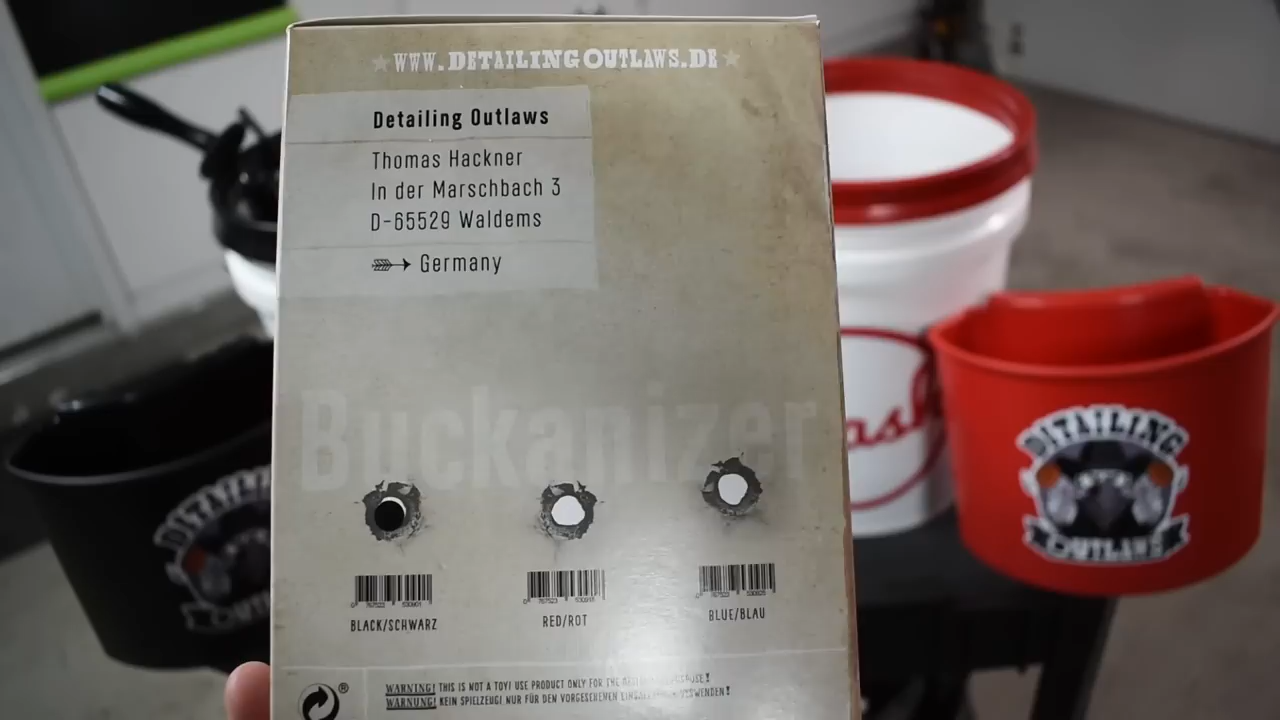 WWW.DETAILINGOUTLAWS.DE
Detailing Outlaws
Thomas Hackner
In der Marschbach 3
D-65529 Waldems
Germany
Buckanizer
BLACK/SCHWARZ
RED/ROT
BLUE/BLAU
®
WARNING! THIS IS NOT A TOY! USE PRODUCT ONLY FOR THE
WARNUNG! KEIN SPIELZEUG! NUR FÜR DEN VORGESEHENEN VERWENDEN!
DETAILING
OUTLAWS
DETAILING